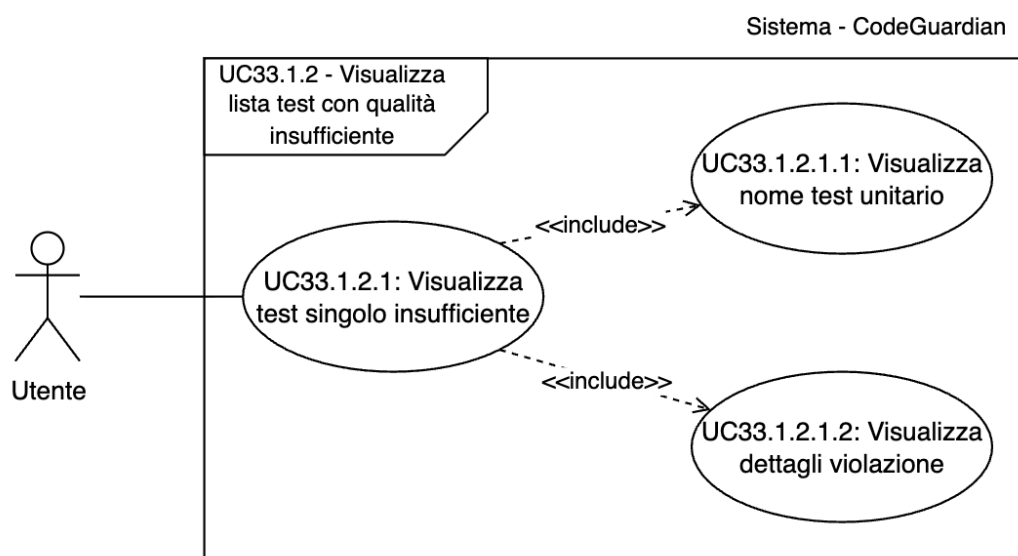 Sistema - CodeGuardian
UC33.1.2 - Visualizza
lista test con qualità
insufficiente
UC33.1.2.1.1: Visualizza
nome test unitario
<<include>>
UC33.1.2.1: Visualizza
test singolo insufficiente
<<include>>
Utente
UC33.1.2.1.2: Visualizza
dettagli violazione